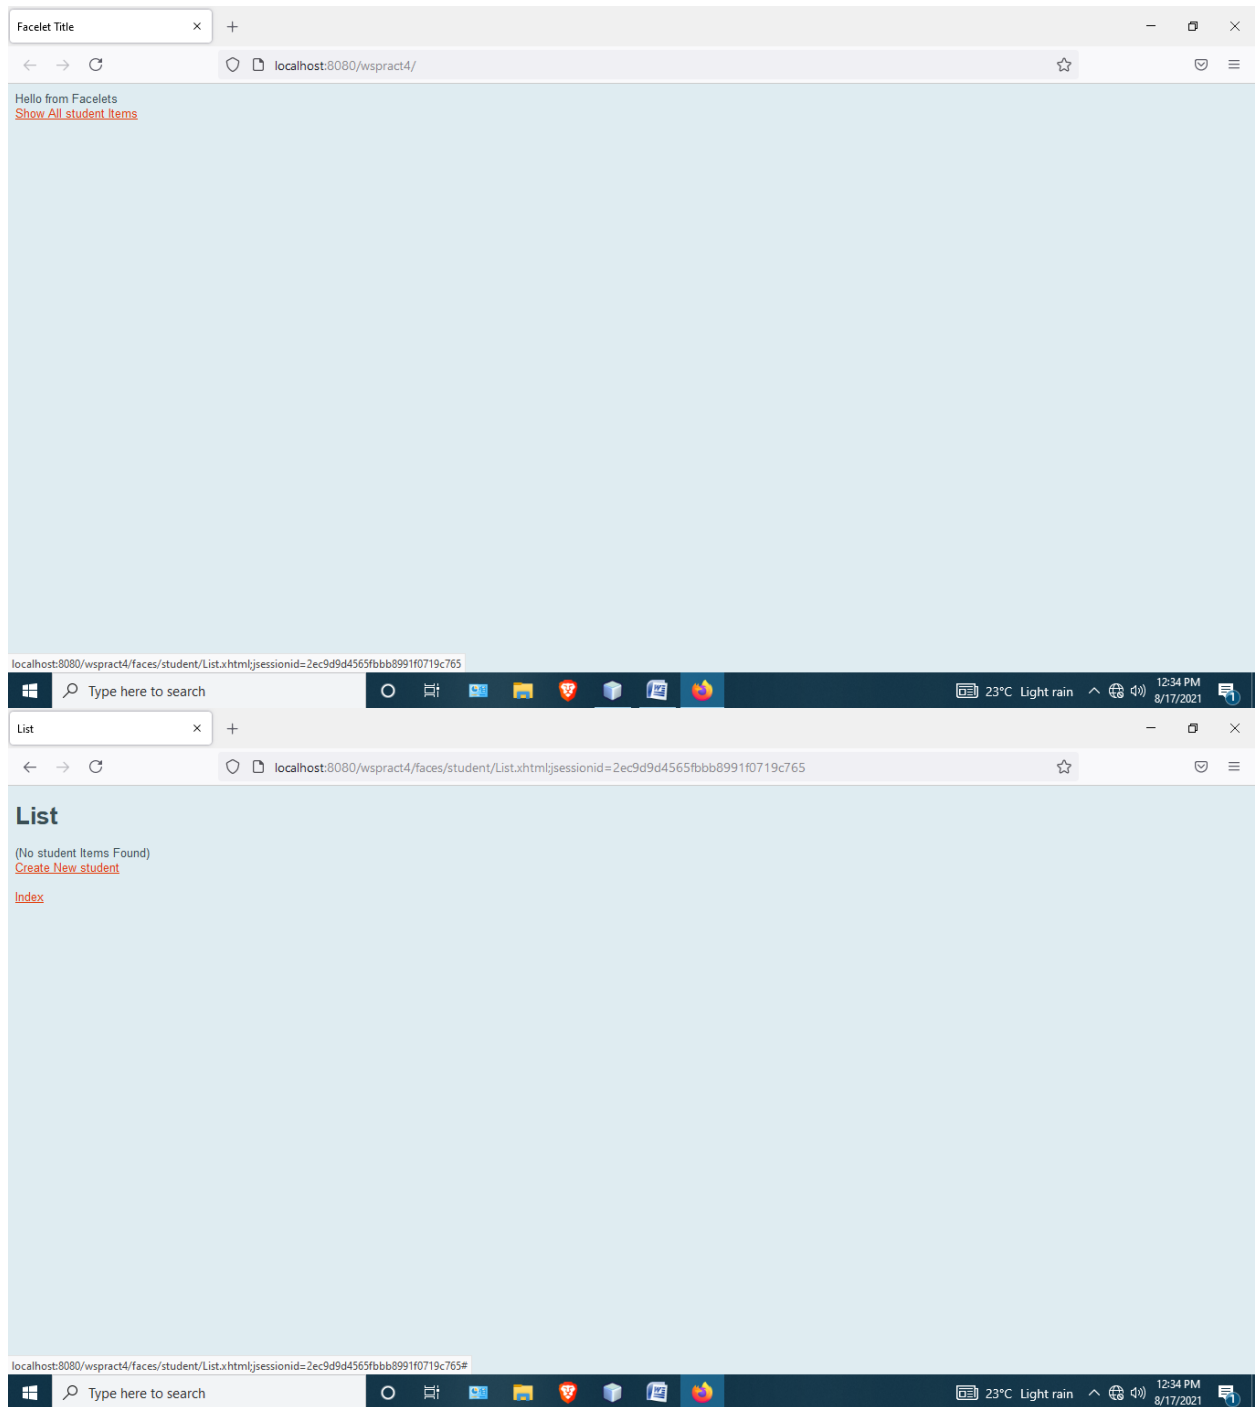 Facelet Title
localhost:8080/wspract4/
Hello from Facelets
Show All student Items
localhost:8080/wspract4/faces/student/List.xhtml;jsessionid=2ec9d9d4565fbbb8991f0719c765
Type here to search
23°C Light rain
12:34 PM
8/17/2021
1
List
localhost:8080/wspract4/faces/student/List.xhtml;jsessionid=2ec9d9d4565fbbb8991f0719c765
List
(No student Items Found)
Create New student
Index
localhost:8080/wspract4/faces/student/List.xhtml;jsessionid=2ec9d9d4565fbbb8991f0719c765#
Type here to search
23°C Light rain
12:34 PM
8/17/2021
1